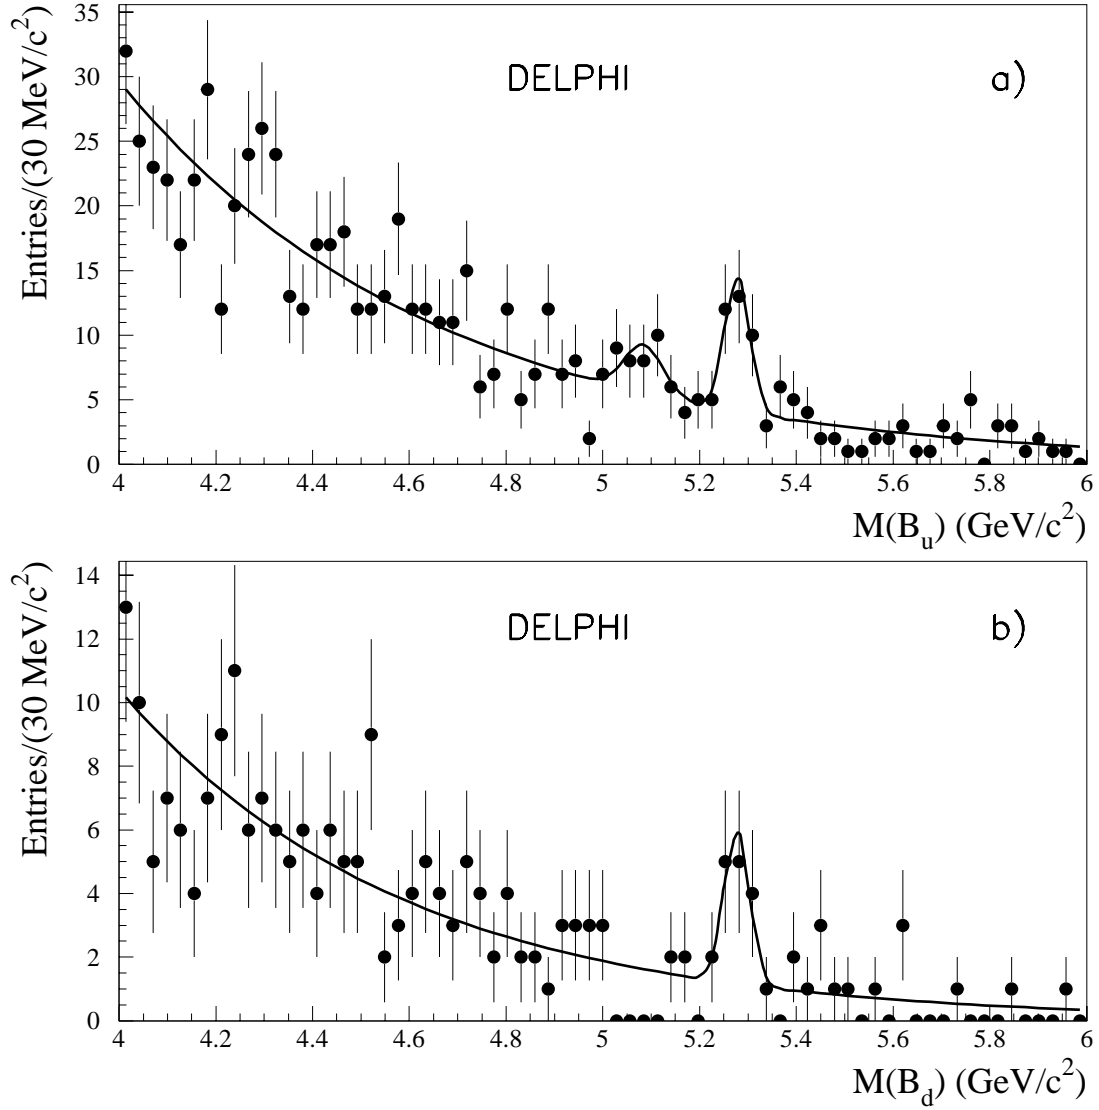 Entries/(30 MeV/c²)
35
30
25
20
15
10
5
0
DELPHI
a)
4 4.2 4.4 4.6 4.8 5 5.2 5.4 5.6 5.8 6
M(B_u) (GeV/c²)
Entries/(30 MeV/c²)
14
12
10
8
6
4
2
0
DELPHI
b)
4 4.2 4.4 4.6 4.8 5 5.2 5.4 5.6 5.8 6
M(B_d) (GeV/c²)